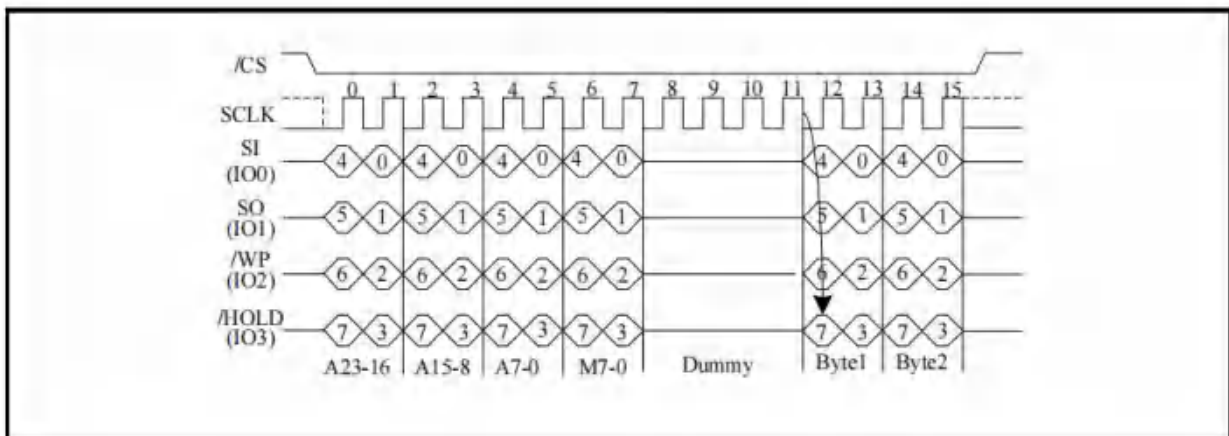 /CS
0 1 2 3 4 5 6 7 8 9 10 11 12 13 14 15
SCLK
SI
(IO0)
4 0 4 0 4 0 4 0 4 0 4 0
SO
(IO1)
5 1 5 1 5 1 5 1 5 1 5 1
/WP
(IO2)
6 2 6 2 6 2 6 2 6 2 6 2
/HOLD
(IO3)
7 3 7 3 7 3 7 3 7 3 7 3
A23-16 A15-8 A7-0 M7-0 Dummy Byte1 Byte2